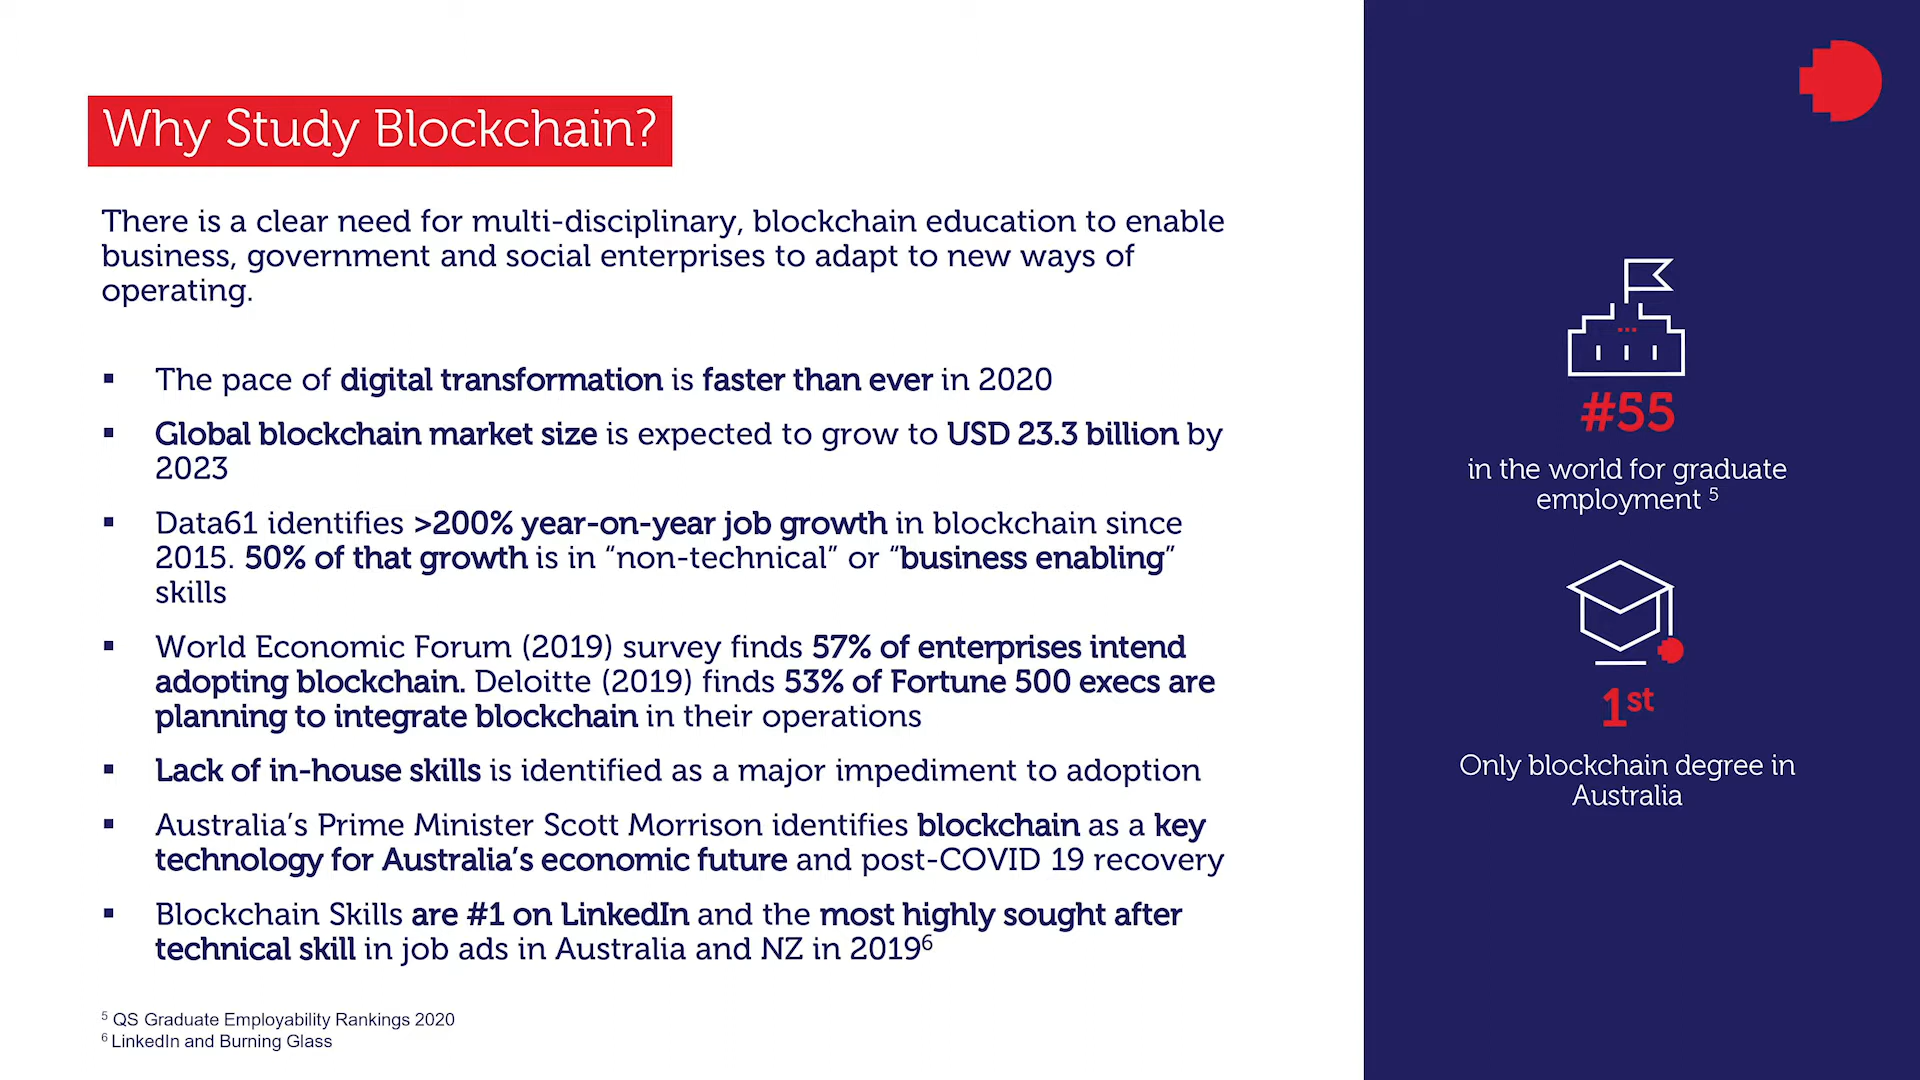 Why Study Blockchain?
There is a clear need for multi-disciplinary, blockchain education to enable
business, government and social enterprises to adapt to new ways of
operating.
▪ The pace of digital transformation is faster than ever in 2020
▪ Global blockchain market size is expected to grow to USD 23.3 billion by
2023
▪ Data61 identifies >200% year-on-year job growth in blockchain since
2015. 50% of that growth is in “non-technical” or “business enabling”
skills
▪ World Economic Forum (2019) survey finds 57% of enterprises intend
adopting blockchain. Deloitte (2019) finds 53% of Fortune 500 execs are
planning to integrate blockchain in their operations
▪ Lack of in-house skills is identified as a major impediment to adoption
▪ Australia’s Prime Minister Scott Morrison identifies blockchain as a key
technology for Australia’s economic future and post-COVID 19 recovery
▪ Blockchain Skills are #1 on LinkedIn and the most highly sought after
technical skill in job ads in Australia and NZ in 2019⁶
⁵ QS Graduate Employability Rankings 2020
⁶ LinkedIn and Burning Glass
#55
in the world for graduate
employment ⁵
1st
Only blockchain degree in
Australia